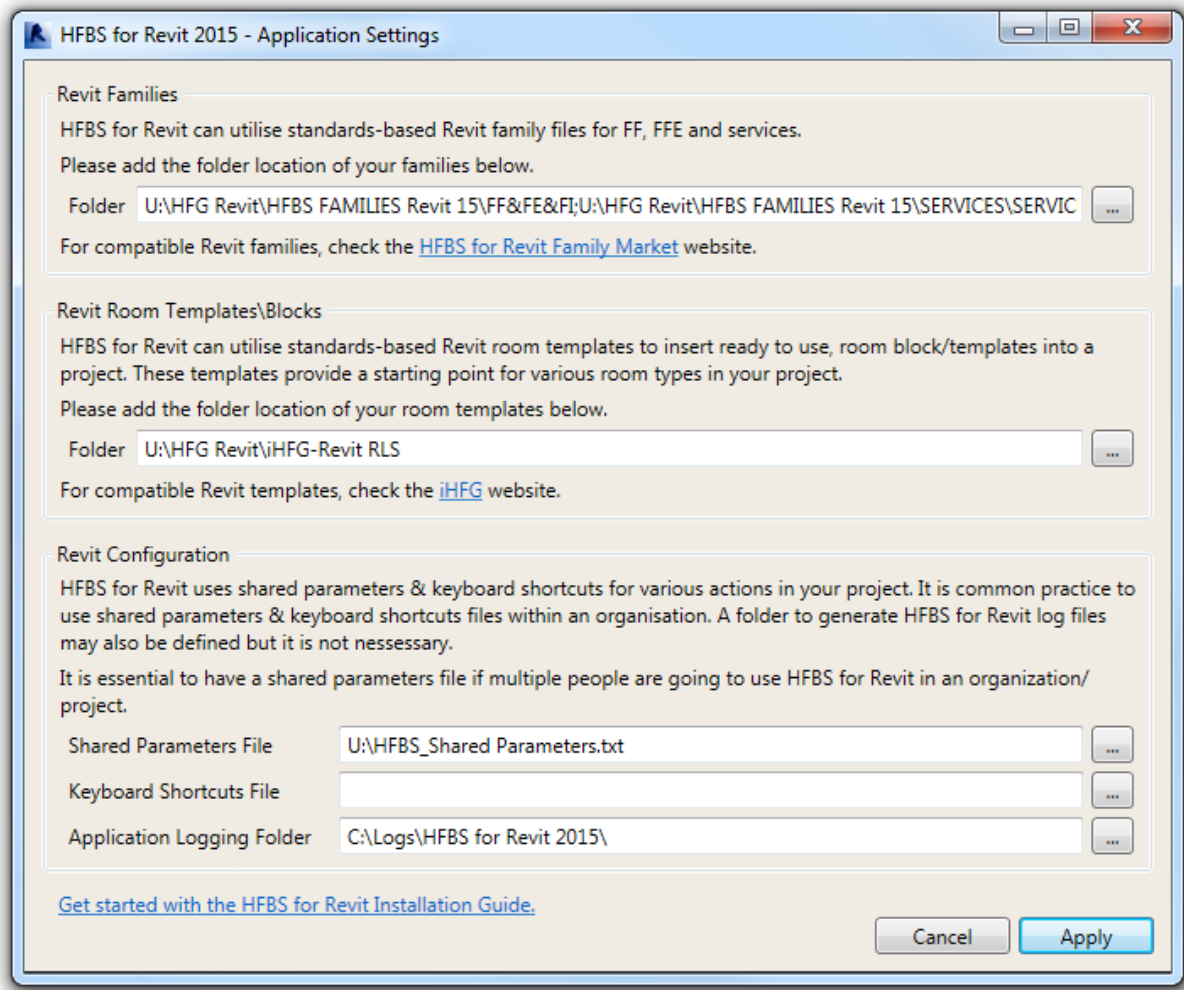 HFBS for Revit 2015 - Application Settings
Revit Families
HFBS for Revit can utilise standards-based Revit family files for FF, FFE and services.
Please add the folder location of your families below.
Folder U:\HFG Revit\HFBS FAMILIES Revit 15\FF&FE&FI;U:\HFG Revit\HFBS FAMILIES Revit 15\SERVICES\SERVIC ...
For compatible Revit families, check the HFBS for Revit Family Market website.
Revit Room Templates\Blocks
HFBS for Revit can utilise standards-based Revit room templates to insert ready to use, room block/templates into a
project. These templates provide a starting point for various room types in your project.
Please add the folder location of your room templates below.
Folder U:\HFG Revit\iHFG-Revit RLS ...
For compatible Revit templates, check the iHFG website.
Revit Configuration
HFBS for Revit uses shared parameters & keyboard shortcuts for various actions in your project. It is common practice to
use shared parameters & keyboard shortcuts files within an organisation. A folder to generate HFBS for Revit log files
may also be defined but it is not nessessary.
It is essential to have a shared parameters file if multiple people are going to use HFBS for Revit in an organization/
project.
Shared Parameters File U:\HFBS_Shared Parameters.txt ...
Keyboard Shortcuts File ...
Application Logging Folder C:\Logs\HFBS for Revit 2015\ ...
Get started with the HFBS for Revit Installation Guide.
Cancel Apply